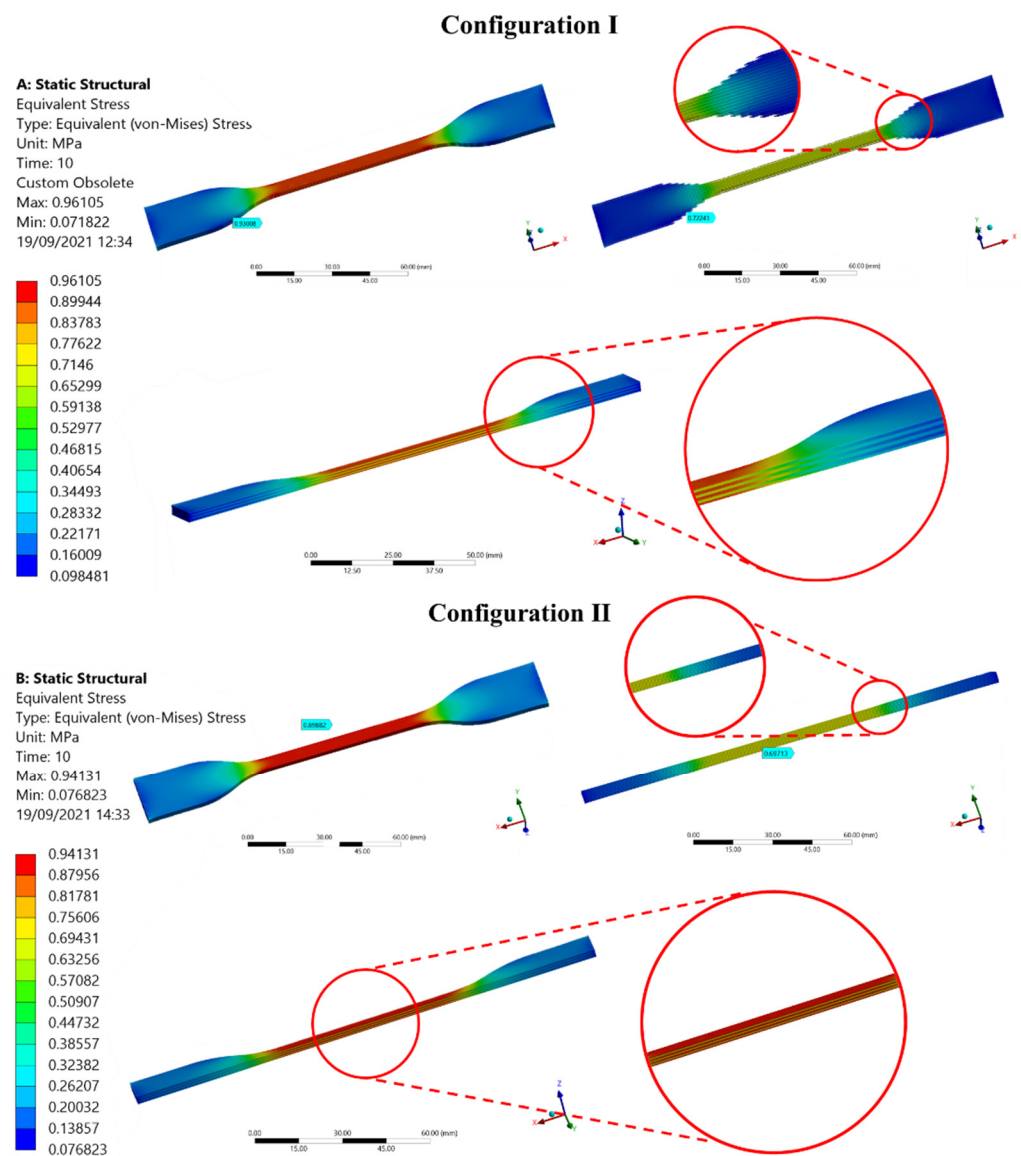 Configuration I
A: Static Structural
Equivalent Stress
Type: Equivalent (von-Mises) Stress
Unit: MPa
Time: 10
Custom Obsolete
Max: 0.96105
Min: 0.071822
19/09/2021 12:34
0.93008
0.00 30.00 60.00 (mm)
15.00 45.00
Y
X
0.72241
0.00 30.00 60.00 (mm)
15.00 45.00
Y
X
0.96105
0.89944
0.83783
0.77622
0.7146
0.65299
0.59138
0.52977
0.46815
0.40654
0.34493
0.28332
0.22171
0.16009
0.098481
0.00 25.00 50.00 (mm)
12.50 37.50
Z
X
Y
Configuration II
B: Static Structural
Equivalent Stress
Type: Equivalent (von-Mises) Stress
Unit: MPa
Time: 10
Max: 0.94131
Min: 0.076823
19/09/2021 14:33
0.89882
0.00 30.00 60.00 (mm)
15.00 45.00
Y
X
Z
0.69713
0.00 30.00 60.00 (mm)
15.00 45.00
Y
X
Z
0.94131
0.87956
0.81781
0.75606
0.69431
0.63256
0.57082
0.50907
0.44732
0.38557
0.32382
0.26207
0.20032
0.13857
0.076823
0.00 30.00 60.00 (mm)
15.00 45.00
Z
X
Y